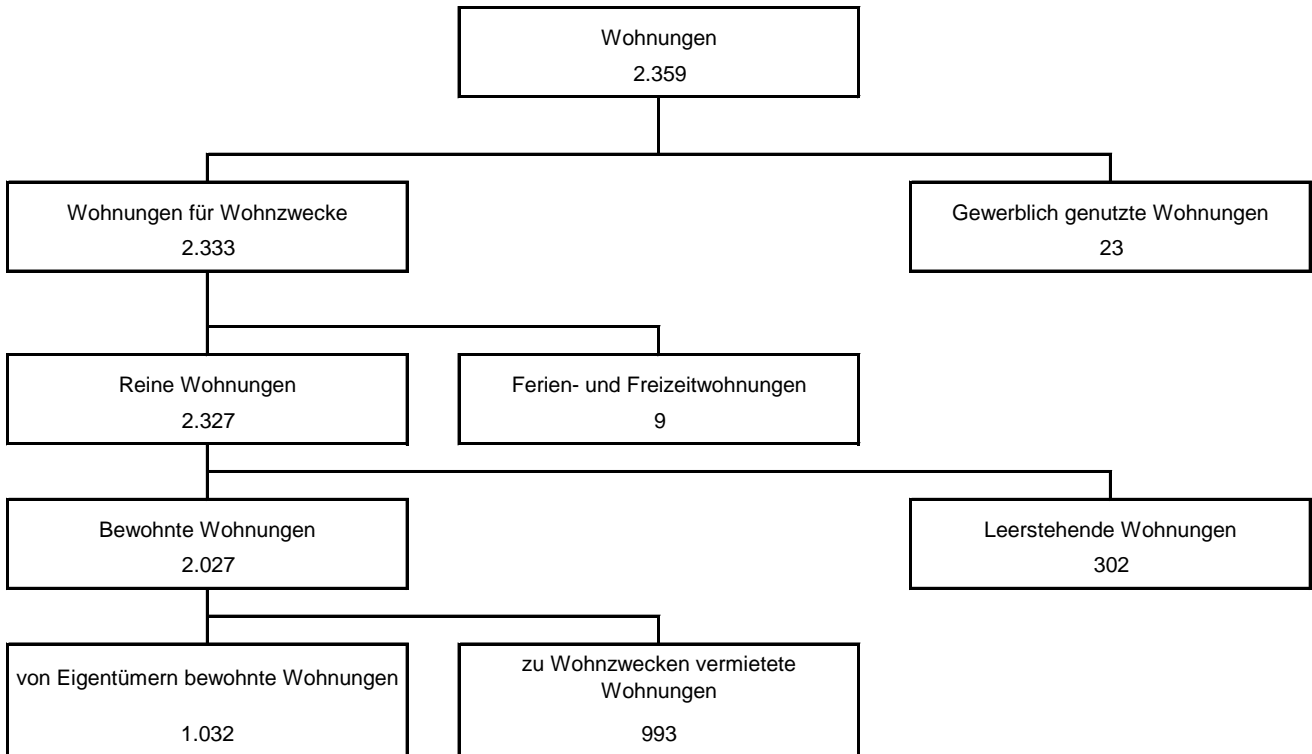 Wohnungen
2.359
Wohnungen für Wohnzwecke
2.333
Gewerblich genutzte Wohnungen
23
Reine Wohnungen
2.327
Ferien- und Freizeitwohnungen
9
Bewohnte Wohnungen
2.027
Leerstehende Wohnungen
302
von Eigentümern bewohnte Wohnungen
1.032
zu Wohnzwecken vermietete
Wohnungen
993